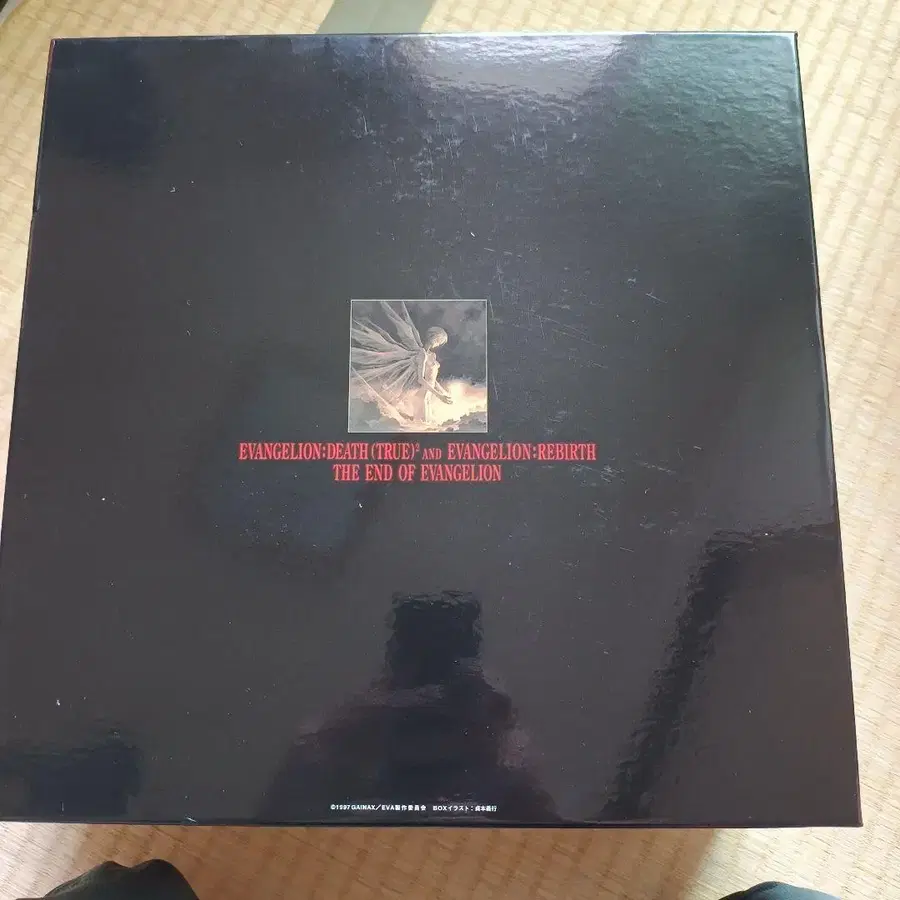 EVANGELION:DEATH (TRUE)² AND EVANGELION:REBIRTH
THE END OF EVANGELION
©1997 GAINAX/EVA製作委員会 BOXイラスト:貞本義行